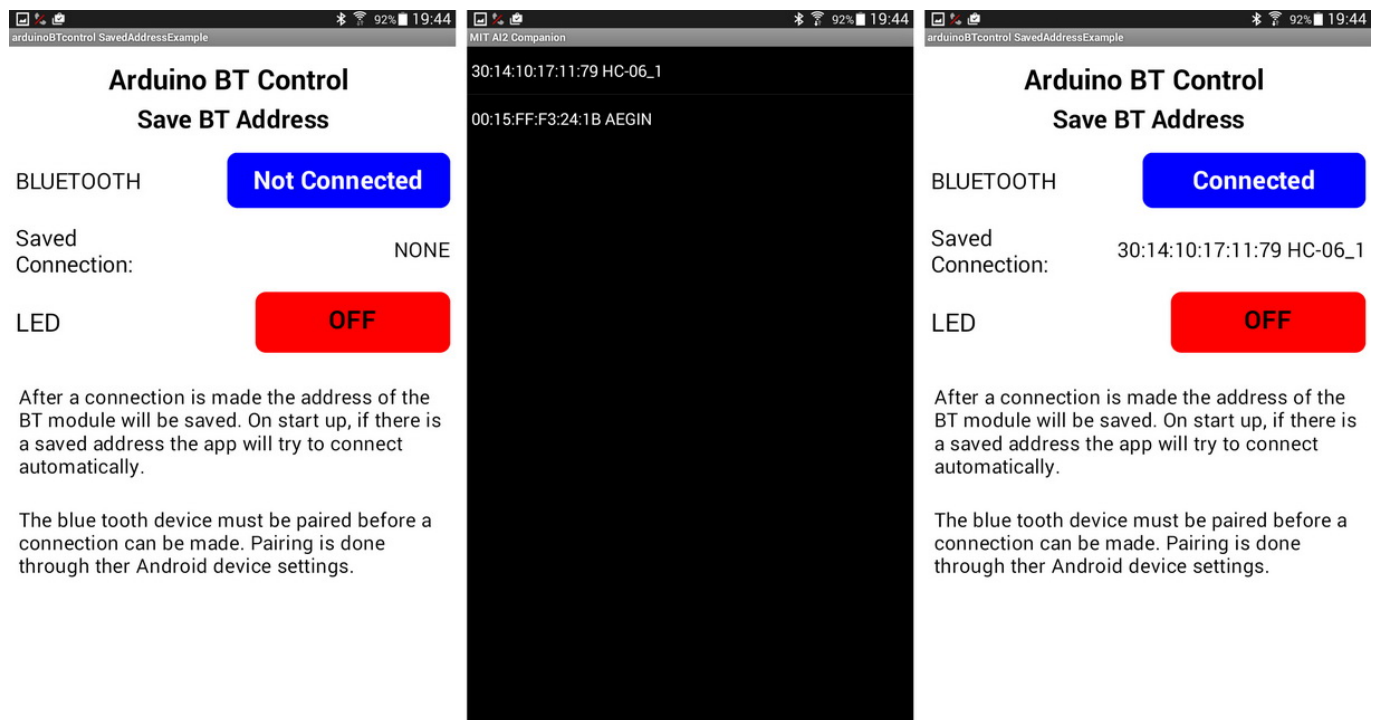 92% 19:44
arduinoBTcontrol SavedAddressExample
Arduino BT Control
Save BT Address
BLUETOOTH
Not Connected
Saved
Connection:
NONE
LED
OFF
After a connection is made the address of the
BT module will be saved. On start up, if there is
a saved address the app will try to connect
automatically.
The blue tooth device must be paired before a
connection can be made. Pairing is done
through ther Android device settings.
92% 19:44
MIT AI2 Companion
30:14:10:17:11:79 HC-06_1
00:15:FF:F3:24:1B AEGIN
92% 19:44
arduinoBTcontrol SavedAddressExample
Arduino BT Control
Save BT Address
BLUETOOTH
Connected
Saved
Connection:
30:14:10:17:11:79 HC-06_1
LED
OFF
After a connection is made the address of the
BT module will be saved. On start up, if there is
a saved address the app will try to connect
automatically.
The blue tooth device must be paired before a
connection can be made. Pairing is done
through ther Android device settings.